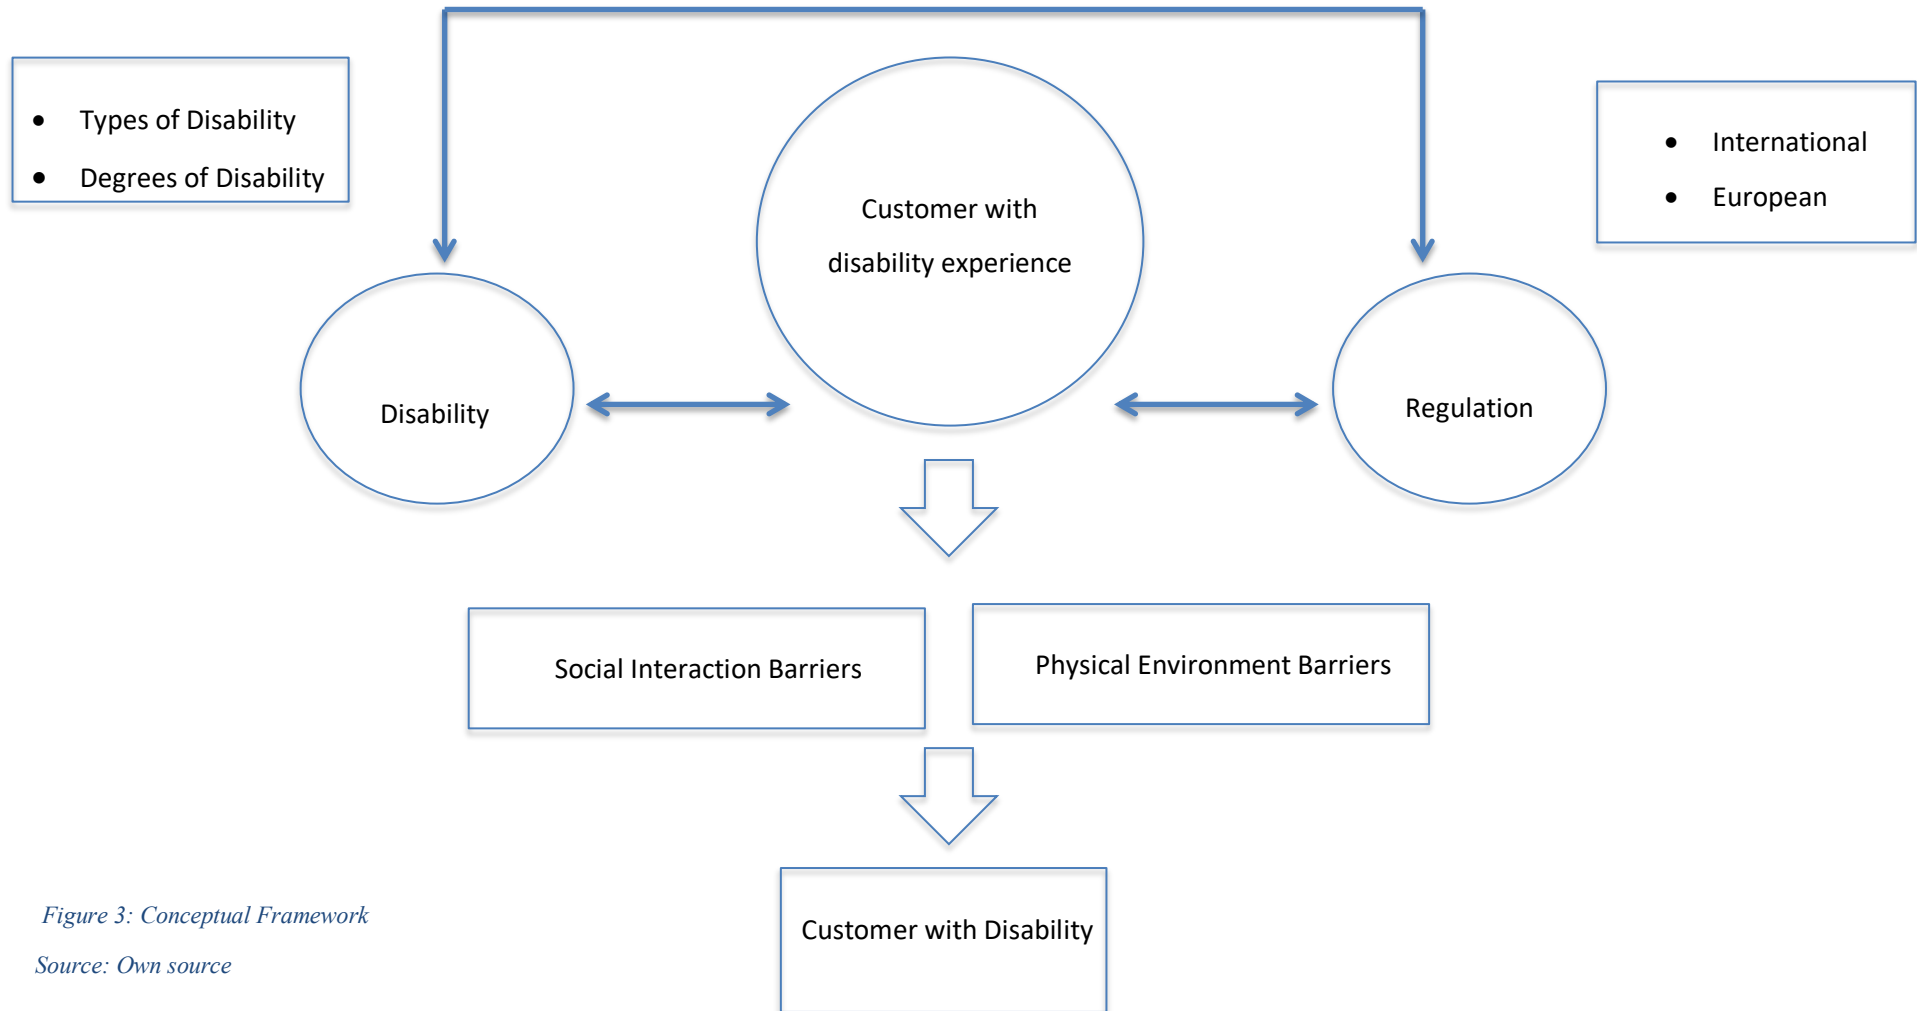 • Types of Disability
• Degrees of Disability
Customer with
disability experience
• International
• European
Disability
Regulation
Social Interaction Barriers
Physical Environment Barriers
Customer with Disability
Figure 3: Conceptual Framework
Source: Own source